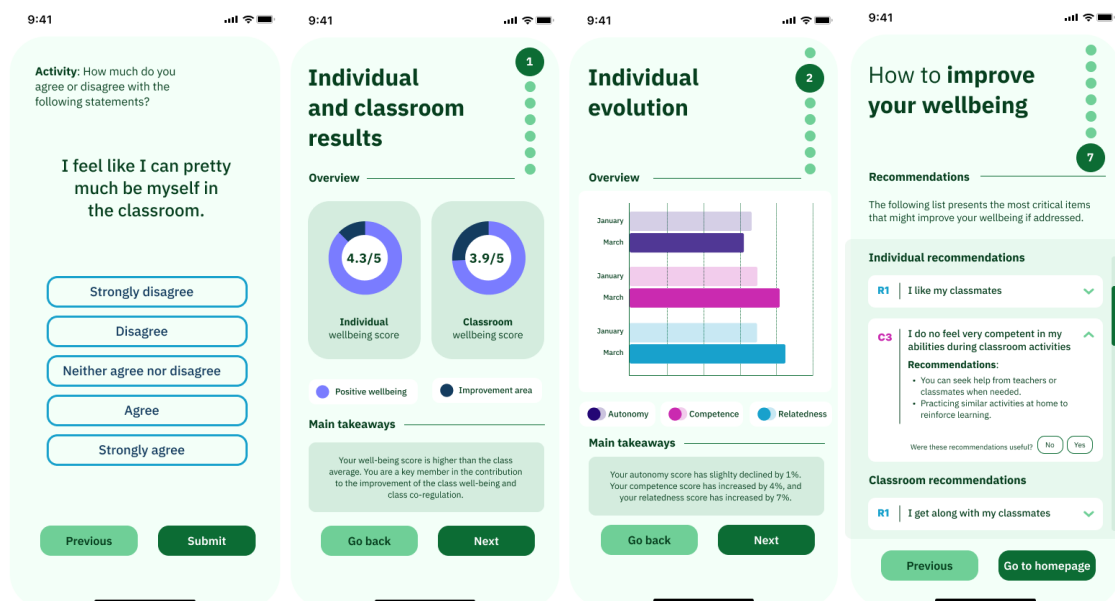 9:41
Activity: How much do you
agree or disagree with the
following statements?
I feel like I can pretty
much be myself in
the classroom.
Strongly disagree
Disagree
Neither agree nor disagree
Agree
Strongly agree
Previous
Submit
9:41
1
Individual
and classroom
results
Overview
4.3/5
3.9/5
Individual
wellbeing score
Classroom
wellbeing score
Positive wellbeing
Improvement area
Main takeaways
Your well-being score is higher than the class
average. You are a key member in the contribution
to the improvement of the class well-being and
class co-regulation.
Go back
Next
9:41
2
Individual
evolution
Overview
January
March
January
March
January
March
Autonomy
Competence
Relatedness
Main takeaways
Your autonomy score has slighlty declined by 1%.
Your competence score has increased by 4%, and
your relatedness score has increased by 7%.
Go back
Next
9:41
How to improve
your wellbeing
7
Recommendations
The following list presents the most critical items
that might improve your wellbeing if addressed.
Individual recommendations
R1 I like my classmates
C3 I do no feel very competent in my
abilities during classroom activities
Recommendations:
• You can seek help from teachers or
classmates when needed.
• Practicing similar activities at home to
reinforce learning.
Were these recommendations useful? No Yes
Classroom recommendations
R1 I get along with my classmates
Previous
Go to homepage